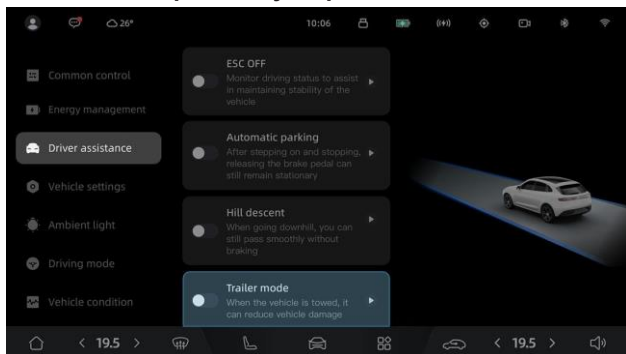 26°
10:06
ESC OFF
Monitor driving status to assist
in maintaining stability of the
vehicle
Common control
Energy management
Automatic parking
After stepping on and stopping,
releasing the brake pedal can
still remain stationary
Driver assistance
Vehicle settings
Hill descent
When going downhill, you can
still pass smoothly without
braking
Ambient light
Driving mode
Trailer mode
When the vehicle is towed, it
can reduce vehicle damage
Vehicle condition
< 19.5 >
< 19.5 >